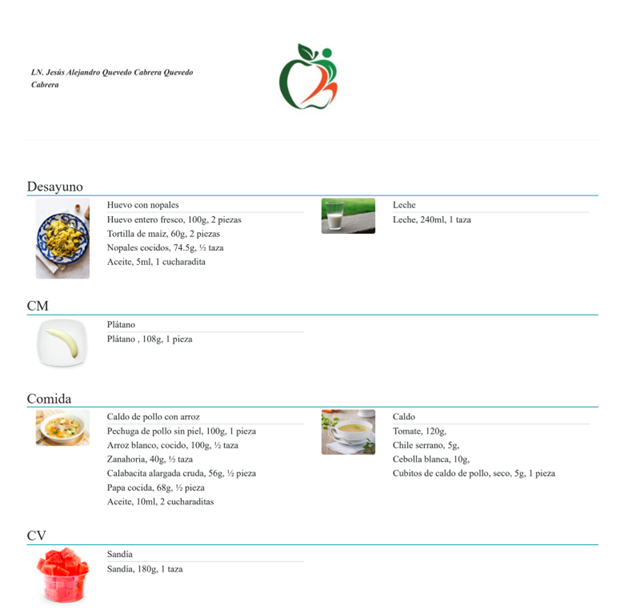 LN. Jesús Alejandro Quevedo Cabrera Quevedo
Cabrera
Desayuno
Huevo con nopales
Huevo entero fresco, 100g, 2 piezas
Tortilla de maíz, 60g, 2 piezas
Nopales cocidos, 74.5g, ½ taza
Aceite, 5ml, 1 cucharadita
Leche
Leche, 240ml, 1 taza
CM
Plátano
Plátano , 108g, 1 pieza
Comida
Caldo de pollo con arroz
Pechuga de pollo sin piel, 100g, 1 pieza
Arroz blanco, cocido, 100g, ½ taza
Zanahoria, 40g, ½ taza
Calabacita alargada cruda, 56g, ½ pieza
Papa cocida, 68g, ½ pieza
Aceite, 10ml, 2 cucharaditas
Caldo
Tomate, 120g,
Chile serrano, 5g,
Cebolla blanca, 10g,
Cubitos de caldo de pollo, seco, 5g, 1 pieza
CV
Sandía
Sandía, 180g, 1 taza